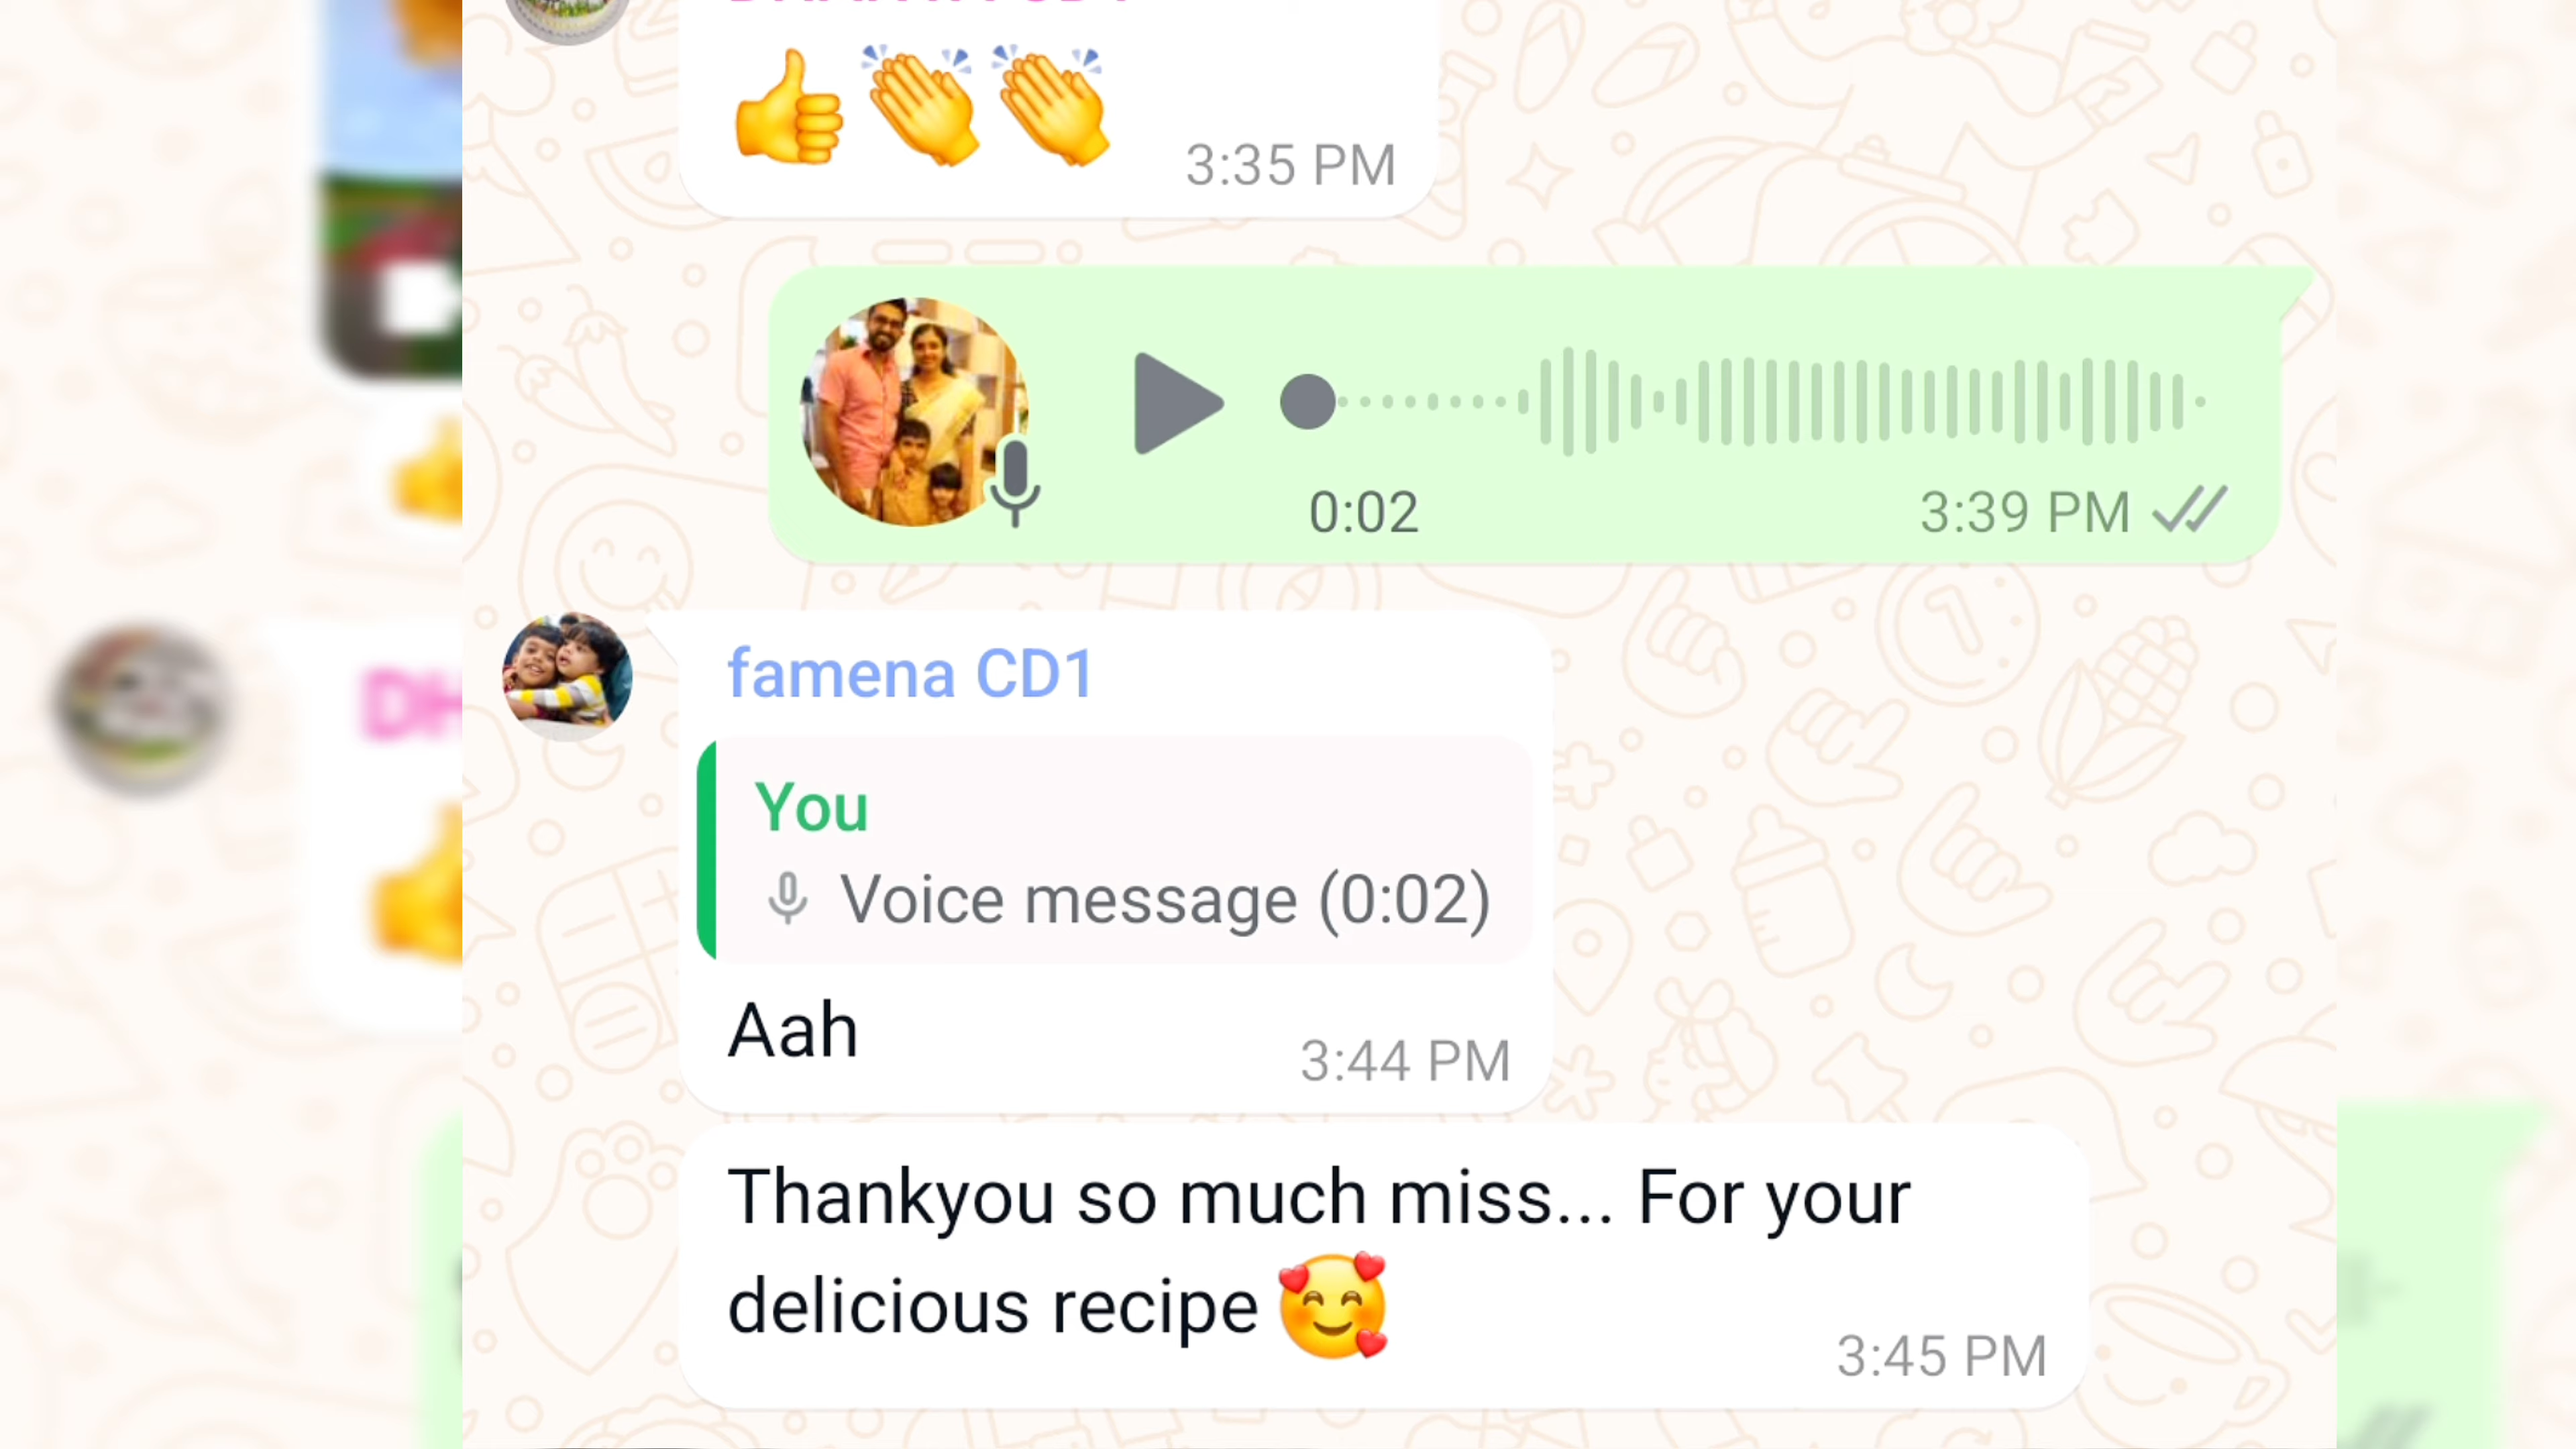 👍👏👏
3:35 PM
0:02
3:39 PM
famena CD1
You
Voice message (0:02)
Aah
3:44 PM
Thankyou so much miss... For your
delicious recipe 🥰
3:45 PM